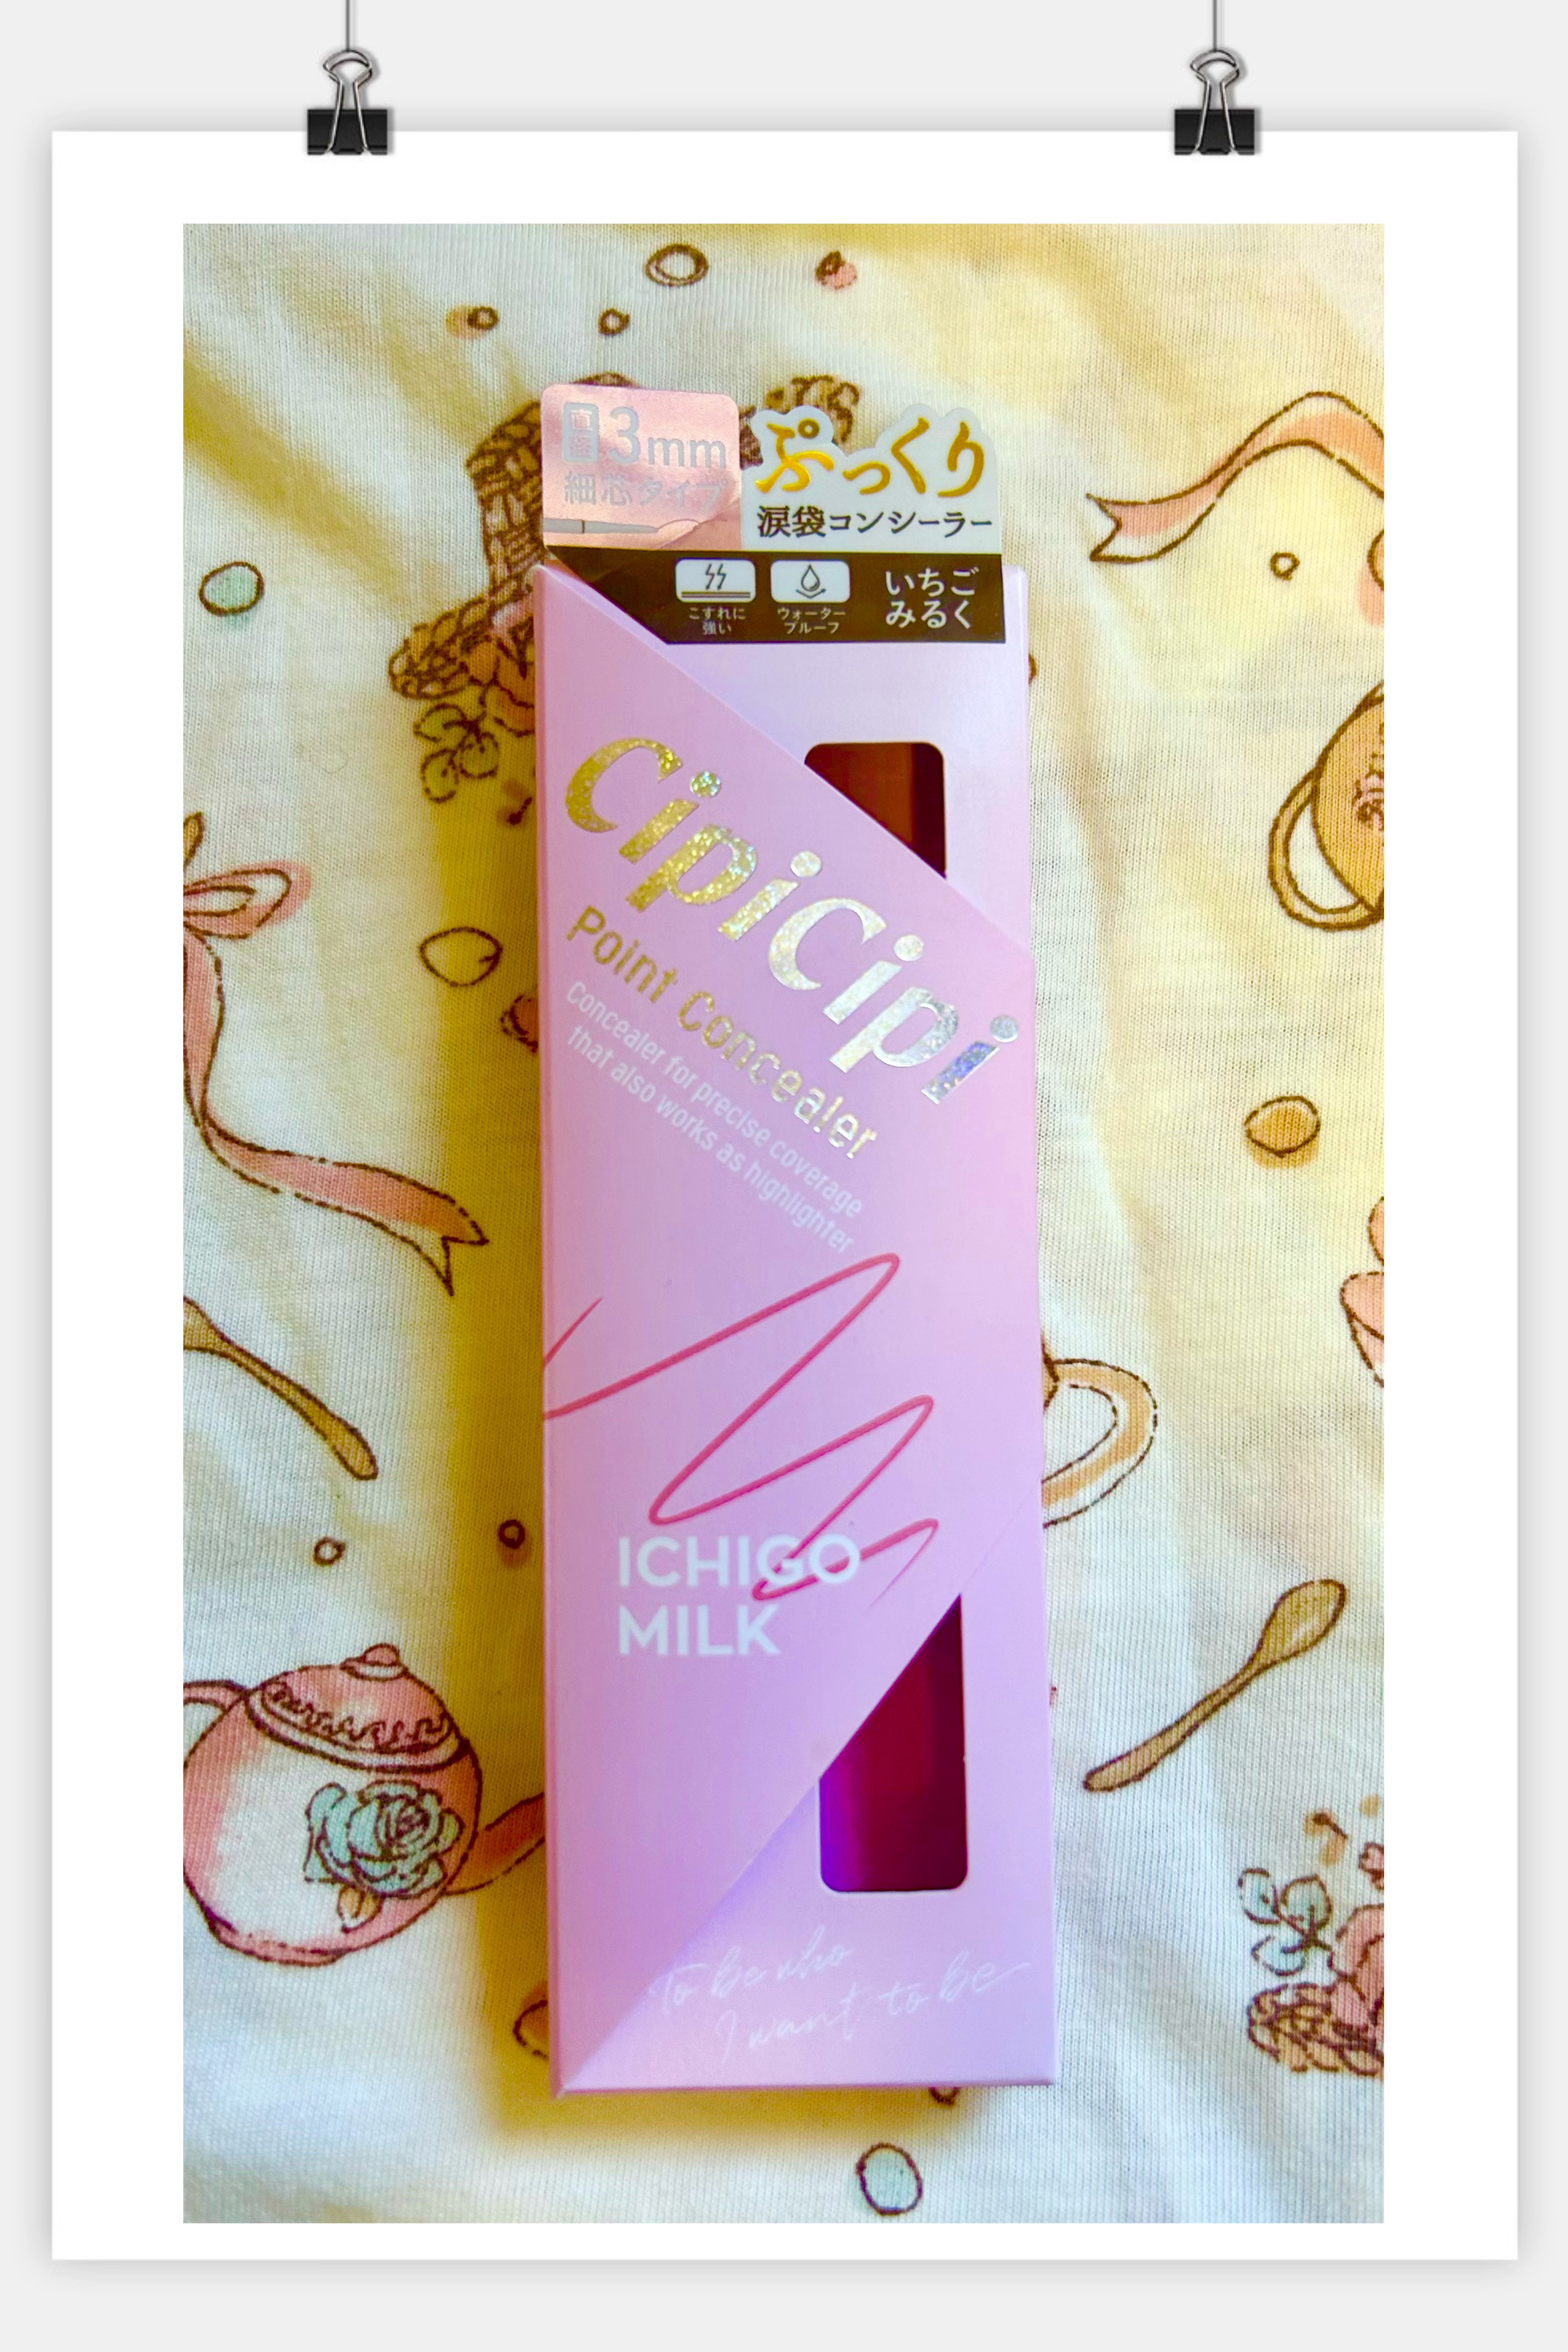 直径3mm
細芯タイプ
ぷっくり
涙袋コンシーラー
こすれに
強い
ウォーター
プルーフ
いちご
みるく
CipiCipi
Point Concealer
Concealer for precise coverage
that also works as highlighter
ICHIGO
MILK
To be who
I want to be